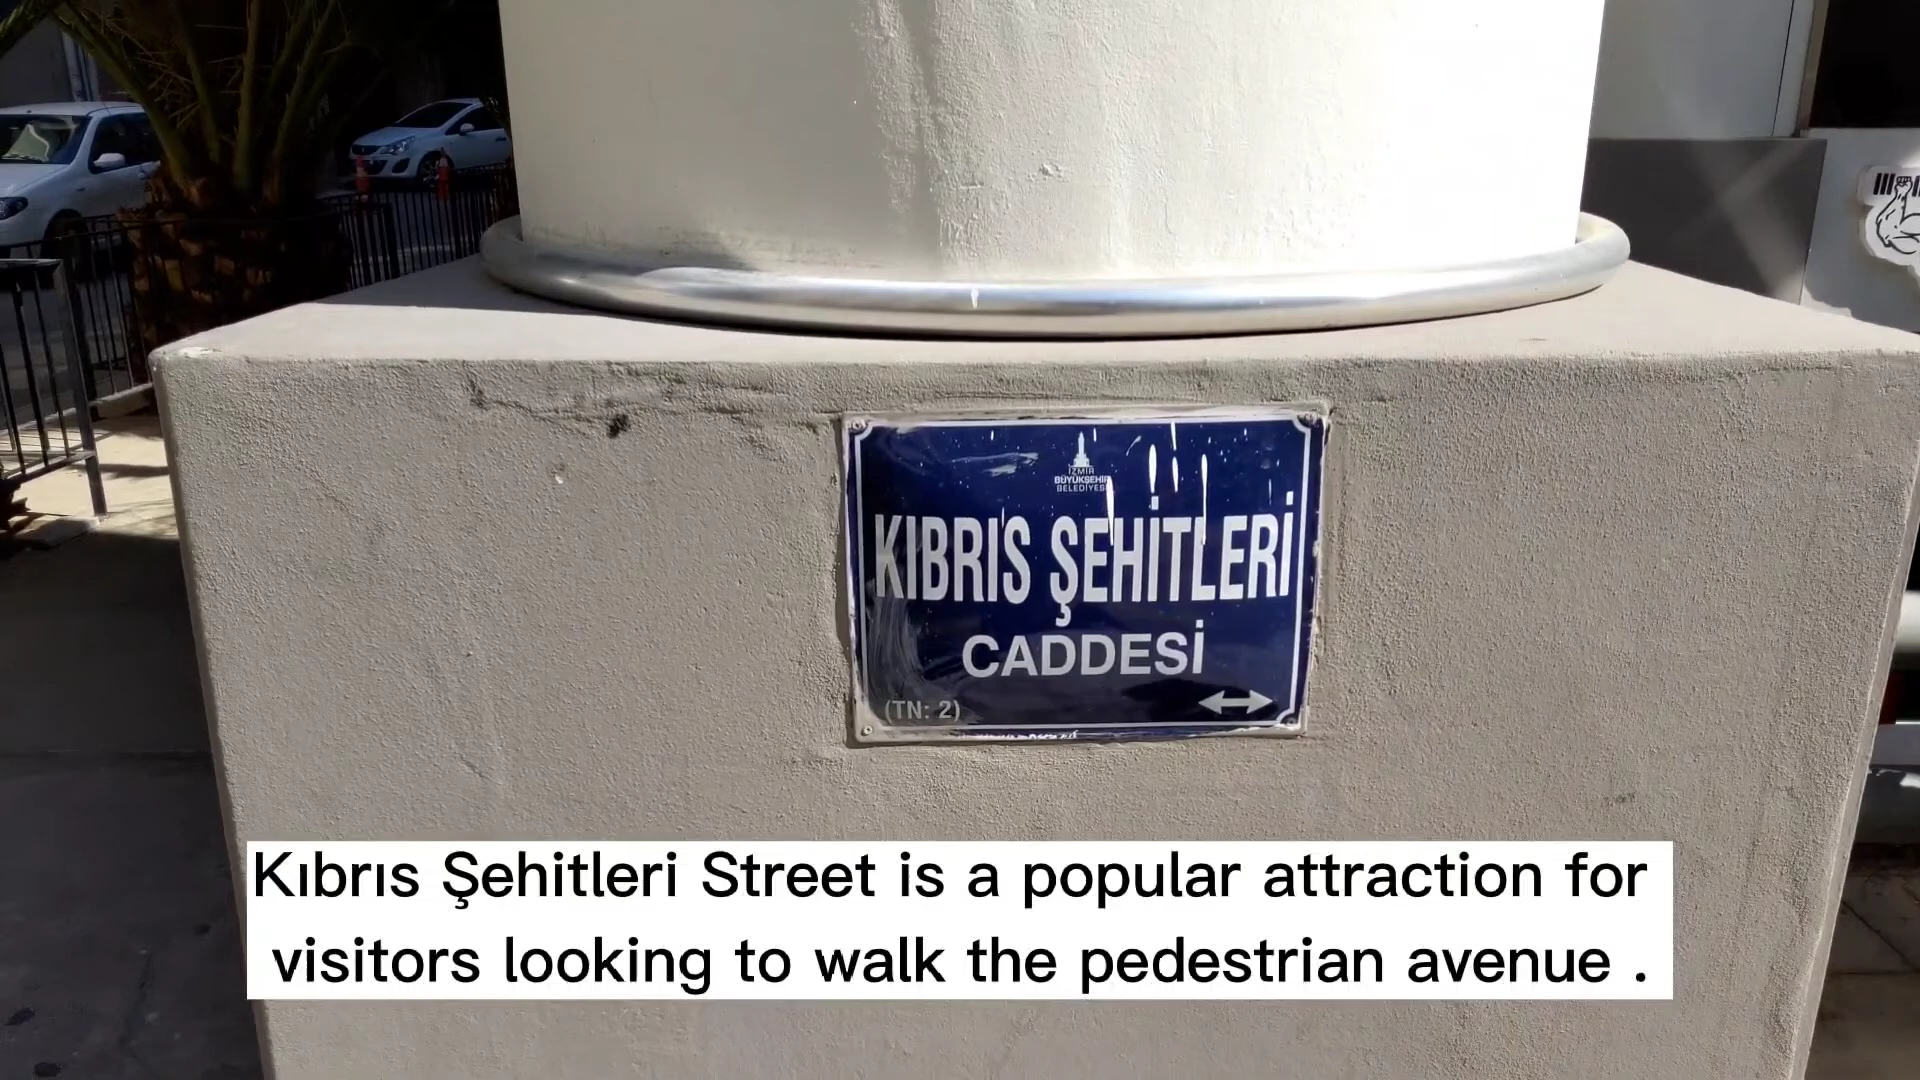 İZMİR
BÜYÜKŞEHİR
BELEDİYESİ
KIBRIS ŞEHİTLERİ
CADDESİ
(TN: 2)
Kıbrıs Şehitleri Street is a popular attraction for
visitors looking to walk the pedestrian avenue .